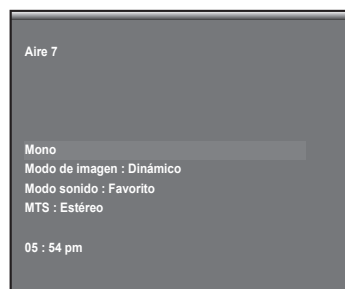 Aire 7
Mono
Modo de imagen : Dinámico
Modo sonido : Favorito
MTS : Estéreo
05 : 54 pm